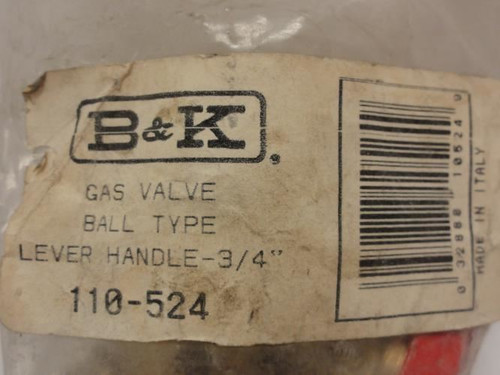 B&K
GAS VALVE
BALL TYPE
LEVER HANDLE-3/4"
110-524
0 32888 10524 0
MADE IN ITALY